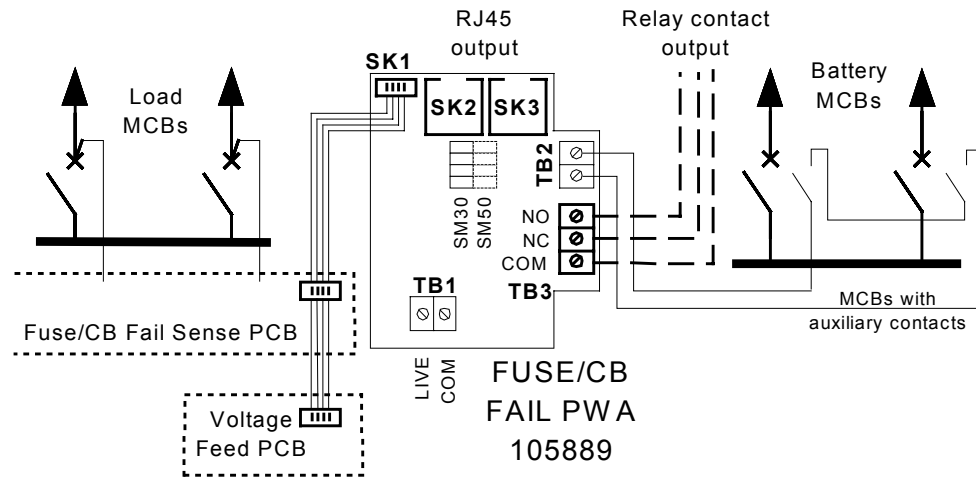 RJ45
output
Relay contact
output
SK1
Load
MCBs
SK2
SK3
Battery
MCBs
TB2
SM30
SM50
NO
NC
COM
TB1
TB3
LIVE
COM
MCBs with
auxiliary contacts
Fuse/CB Fail Sense PCB
Voltage
Feed PCB
FUSE/CB
FAIL PWA
105889